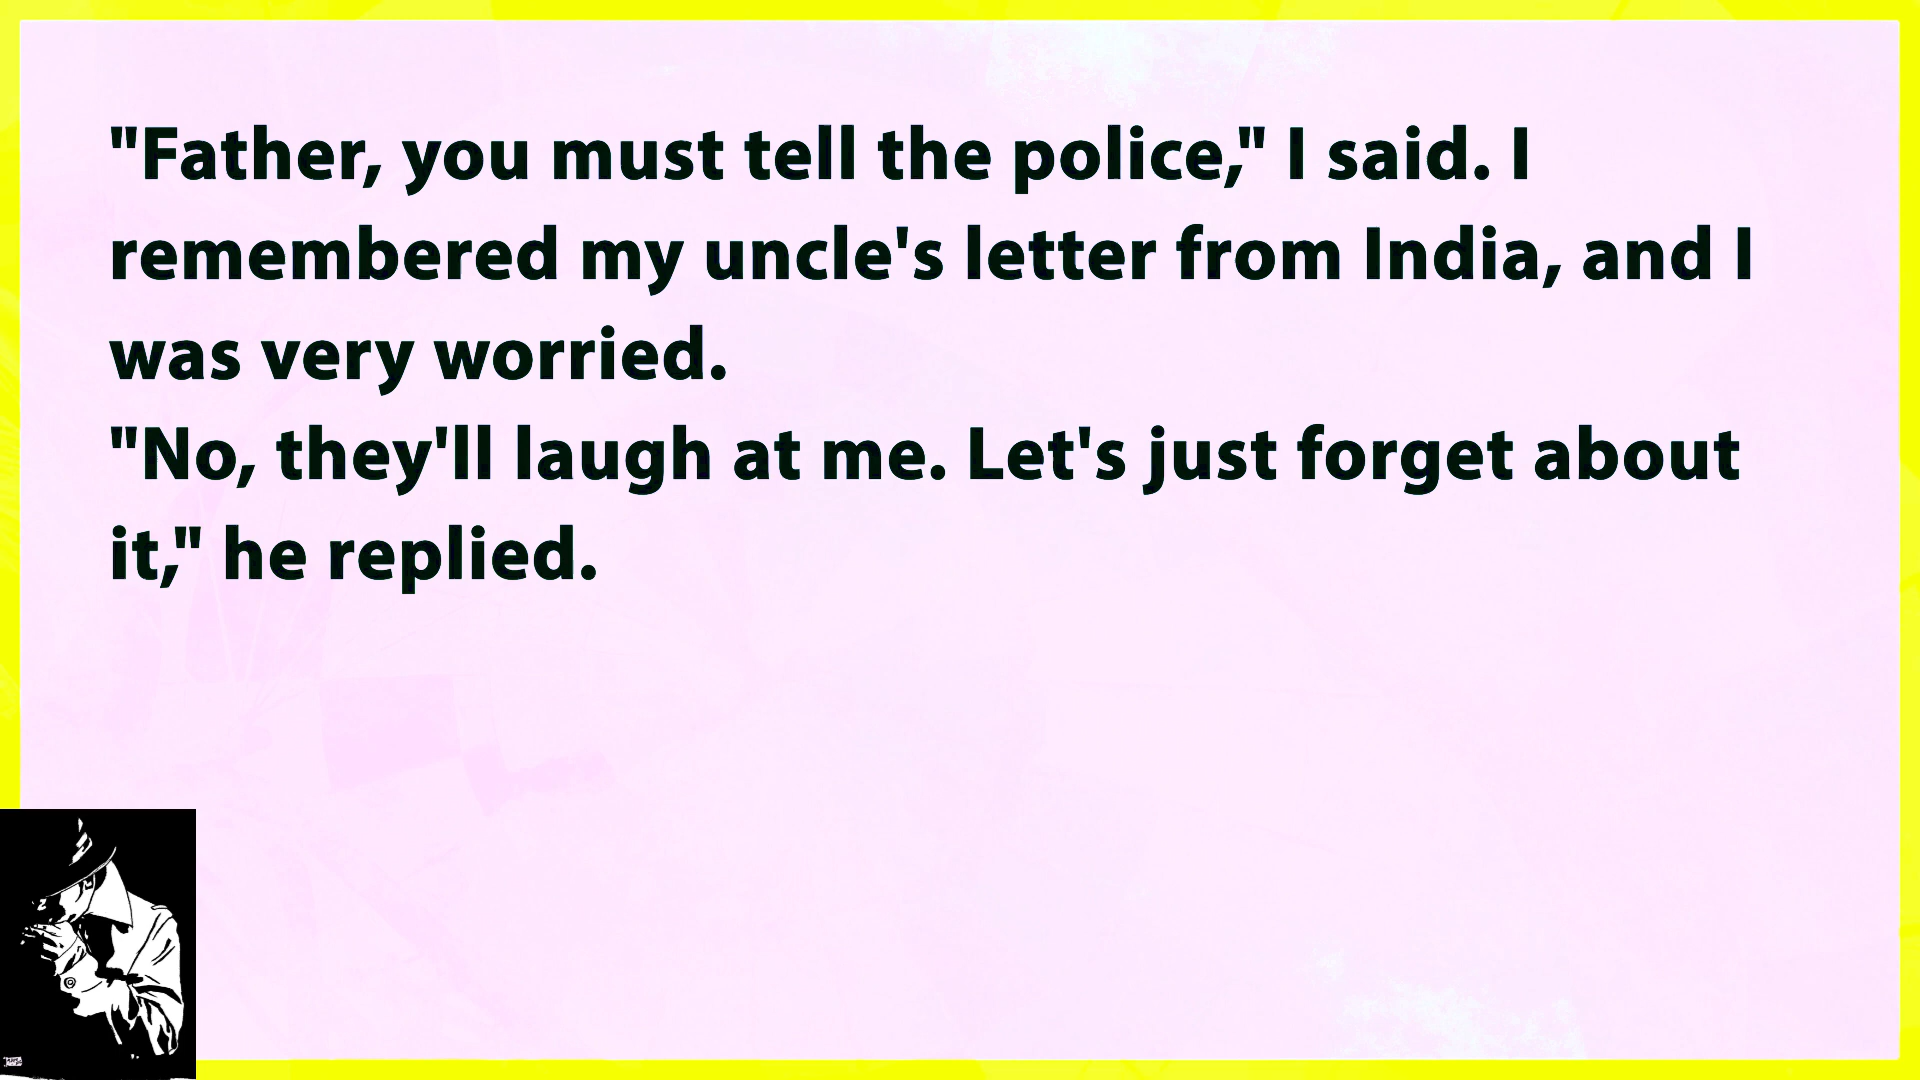 "Father, you must tell the police," I said. I
remembered my uncle's letter from India, and I
was very worried.
"No, they'll laugh at me. Let's just forget about
it," he replied.